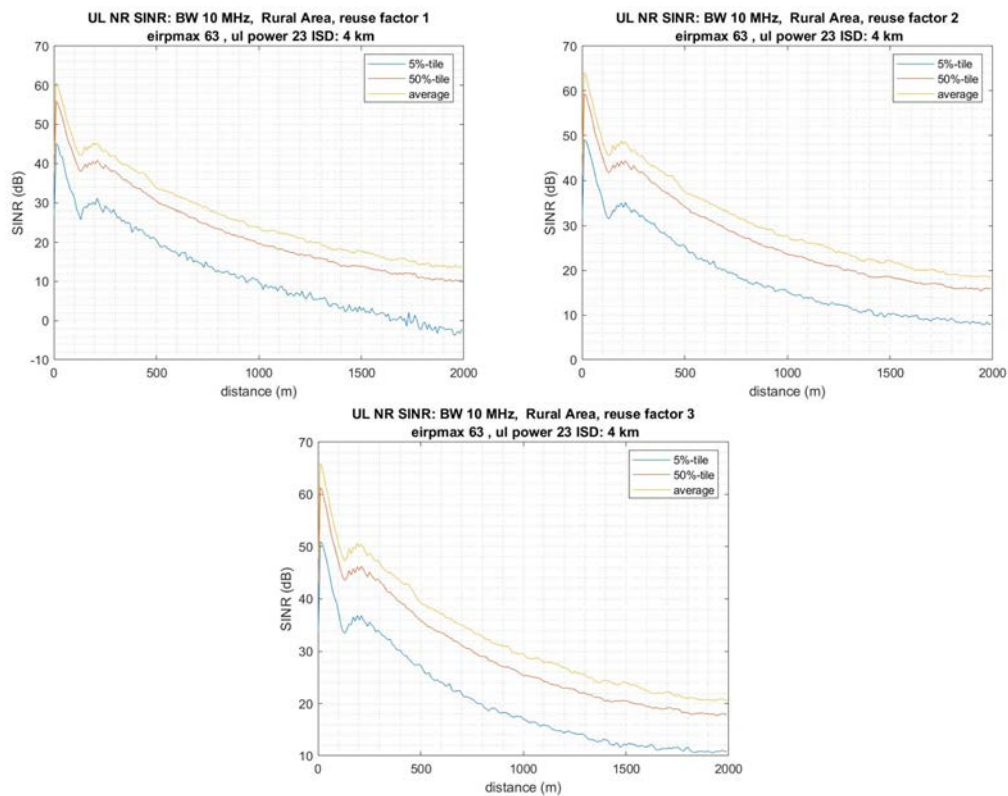 UL NR SINR: BW 10 MHz, Rural Area, reuse factor 1
eirpmax 63 , ul power 23 ISD: 4 km
70
60
50
40
30
20
10
0
-10
SINR (dB)
5%-tile
50%-tile
average
0
500
1000
1500
2000
distance (m)
UL NR SINR: BW 10 MHz, Rural Area, reuse factor 2
eirpmax 63 , ul power 23 ISD: 4 km
70
60
50
40
30
20
10
0
SINR (dB)
5%-tile
50%-tile
average
0
500
1000
1500
2000
distance (m)
UL NR SINR: BW 10 MHz, Rural Area, reuse factor 3
eirpmax 63 , ul power 23 ISD: 4 km
70
60
50
40
30
20
10
SINR (dB)
5%-tile
50%-tile
average
0
500
1000
1500
2000
distance (m)